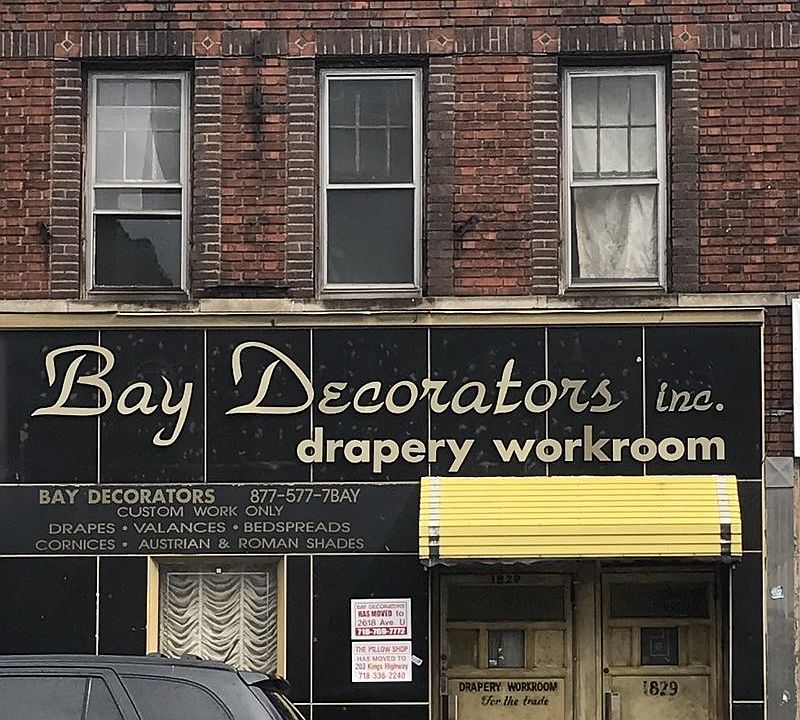 Bay Decorators inc.
drapery workroom
BAY DECORATORS 877-577-7BAY
CUSTOM WORK ONLY
DRAPES • VALANCES • BEDSPREADS
CORNICES • AUSTRIAN & ROMAN SHADES
1829
BAY DECORATORS
HAS MOVED to
2618 Ave. U
718-769-7772
THE PILLOW SHOP
HAS MOVED TO
203 Kings Highway
718-336-2240
DRAPERY WORKROOM
For the trade
1829